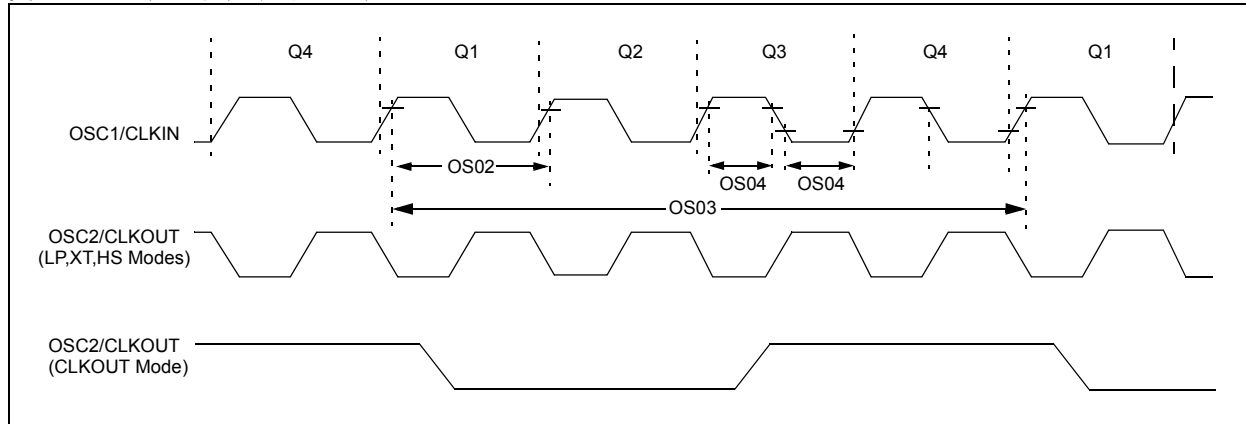 Q4 Q1 Q2 Q3 Q4 Q1
OSC1/CLKIN
OS02
OS04 OS04
OS03
OSC2/CLKOUT
(LP,XT,HS Modes)
OSC2/CLKOUT
(CLKOUT Mode)